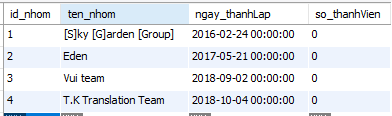 id_nhom ten_nhom ngay_thanhLap so_thanhVien
1 [S]ky [G]arden [Group] 2016-02-24 00:00:00 0
2 Eden 2017-05-21 00:00:00 0
3 Vui team 2018-09-02 00:00:00 0
4 T.K Translation Team 2018-10-04 00:00:00 0